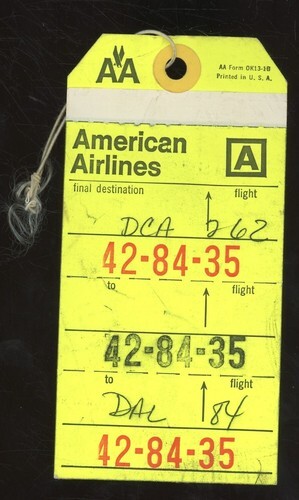 AA
AA Form OK13-1B
Printed in U. S. A.
American
Airlines
A
final destination flight
DCA 262
42-84-35
to flight
42-84-35
to flight
DAL 84
42-84-35